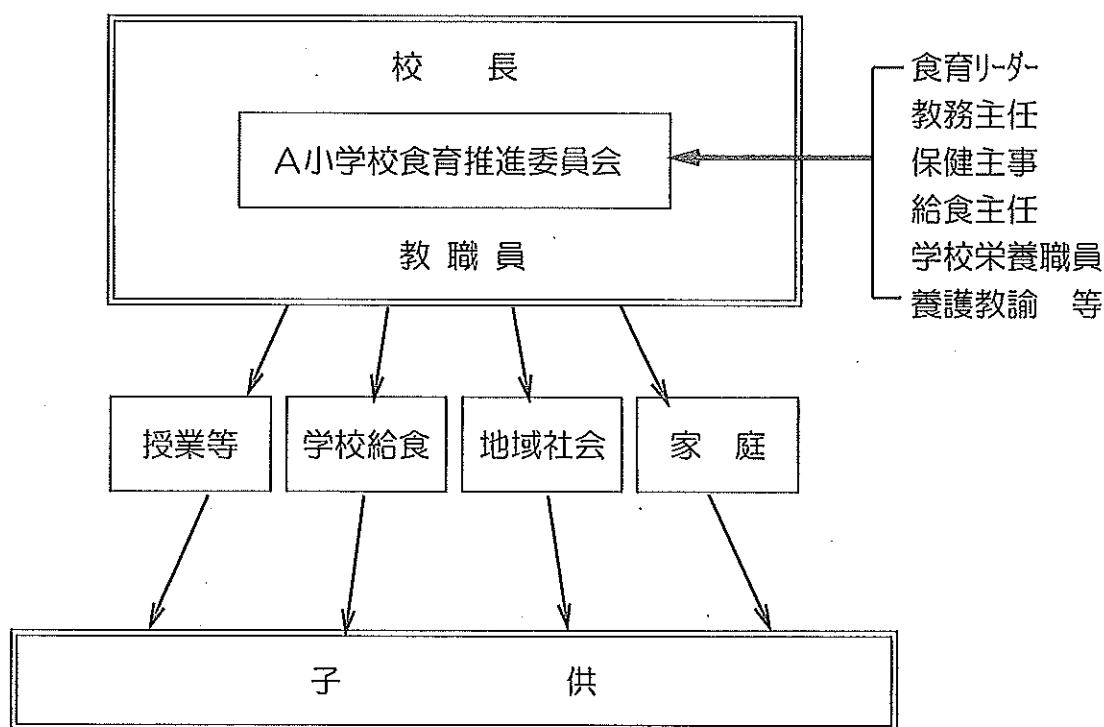 校　長
A小学校食育推進委員会
教 職 員
食育リーダー
教務主任
保健主事
給食主任
学校栄養職員
養護教諭　等
授業等
学校給食
地域社会
家　庭
子　供